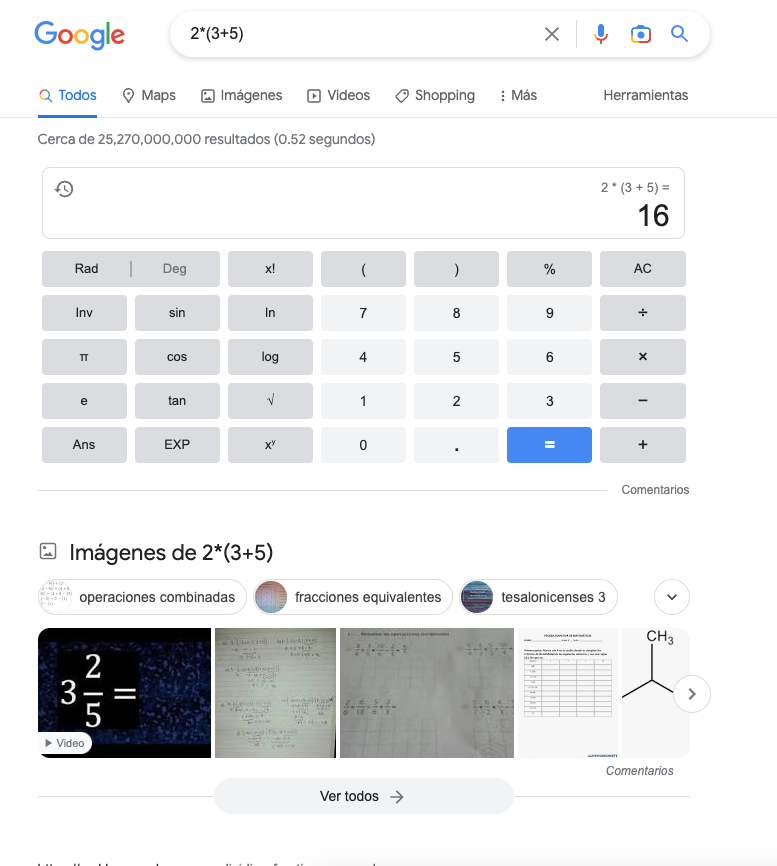 Google
2*(3+5)
Todos Maps Imágenes Videos Shopping Más Herramientas
Cerca de 25,270,000,000 resultados (0.52 segundos)
2 * (3 + 5) =
16
Rad Deg x! ( ) % AC
Inv sin ln 7 8 9 ÷
π cos log 4 5 6 ×
e tan √ 1 2 3 −
Ans EXP xʸ 0 . = +
Comentarios
Imágenes de 2*(3+5)
operaciones combinadas fracciones equivalentes tesalonicenses 3
3 2/5 =
CH₃
Video
Comentarios
Ver todos